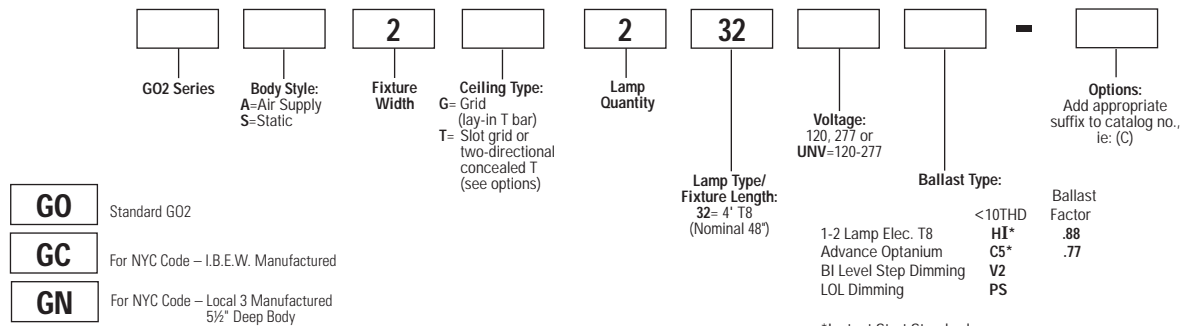 2
2
32
-
GO2 Series
Body Style:
A=Air Supply
S=Static
Fixture
Width
Ceiling Type:
G= Grid
(lay-in T bar)
T= Slot grid or
two-directional
concealed T
(see options)
Lamp
Quantity
Lamp Type/
Fixture Length:
32= 4' T8
(Nominal 48")
Voltage:
120, 277 or
UNV=120-277
Options:
Add appropriate
suffix to catalog no.,
ie: (C)
Ballast Type:
Ballast
<10THD Factor
1-2 Lamp Elec. T8 HI* .88
Advance Optanium C5* .77
BI Level Step Dimming V2
LOL Dimming PS
GO Standard GO2
GC For NYC Code – I.B.E.W. Manufactured
GN For NYC Code – Local 3 Manufactured
5½" Deep Body